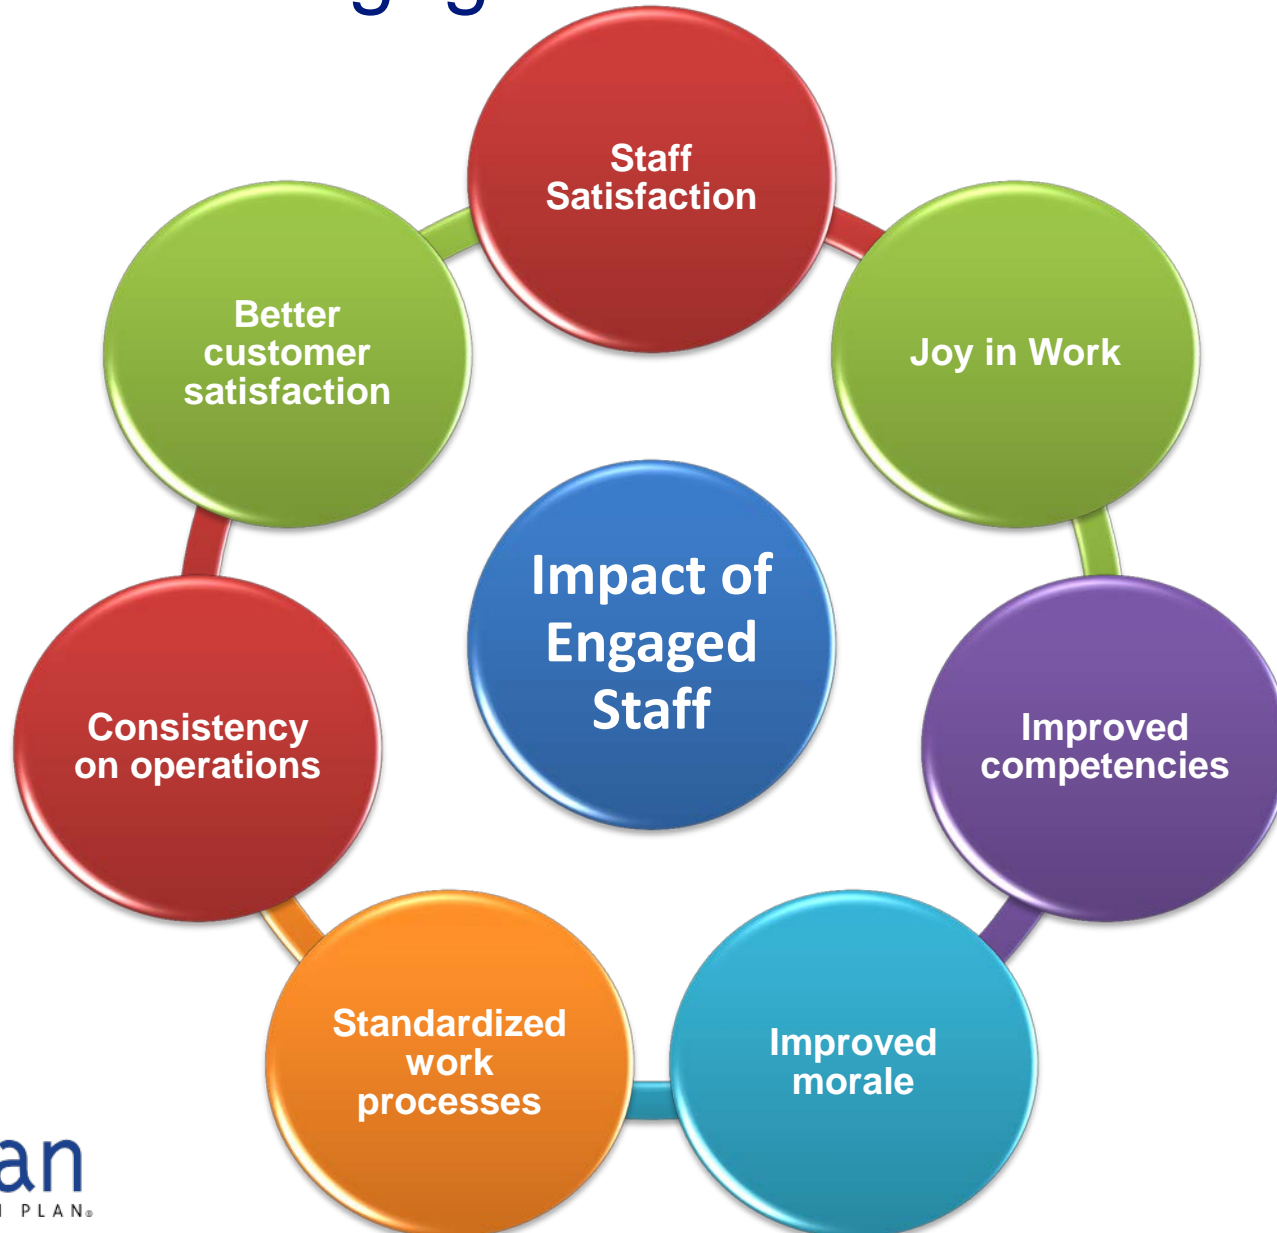 Staff
Satisfaction
Joy in Work
Improved
competencies
Improved
morale
Standardized
work
processes
Consistency
on operations
Better
customer
satisfaction
Impact of
Engaged
Staff
PLAN®